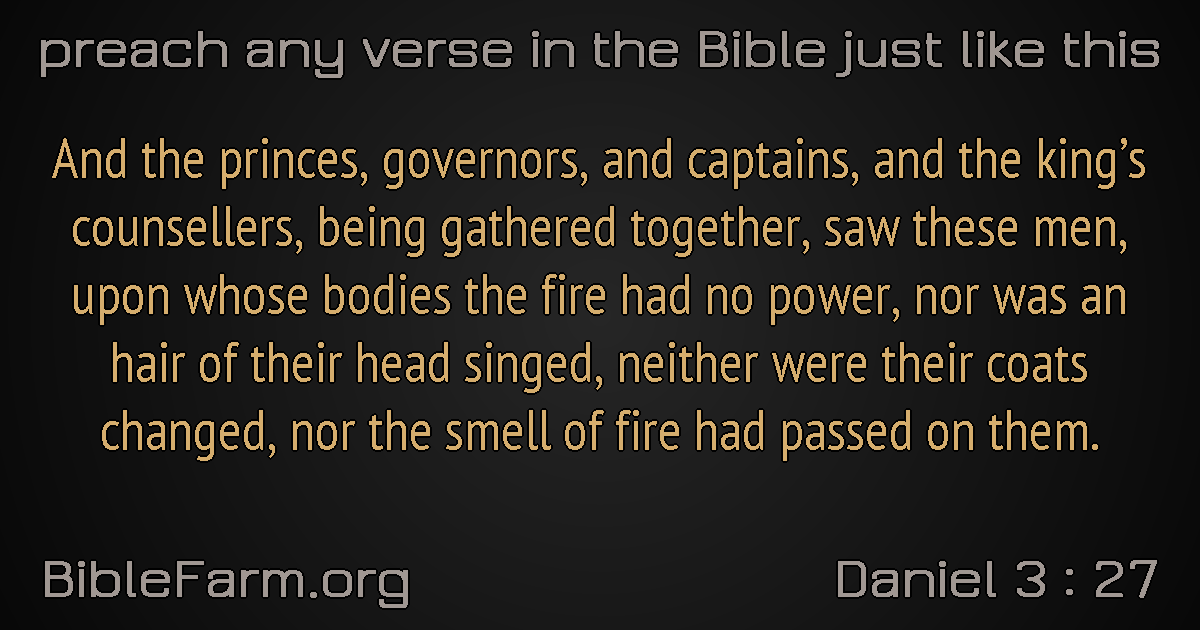 preach any verse in the Bible just like this
And the princes, governors, and captains, and the king’s
counsellers, being gathered together, saw these men,
upon whose bodies the fire had no power, nor was an
hair of their head singed, neither were their coats
changed, nor the smell of fire had passed on them.
BibleFarm.org
Daniel 3 : 27